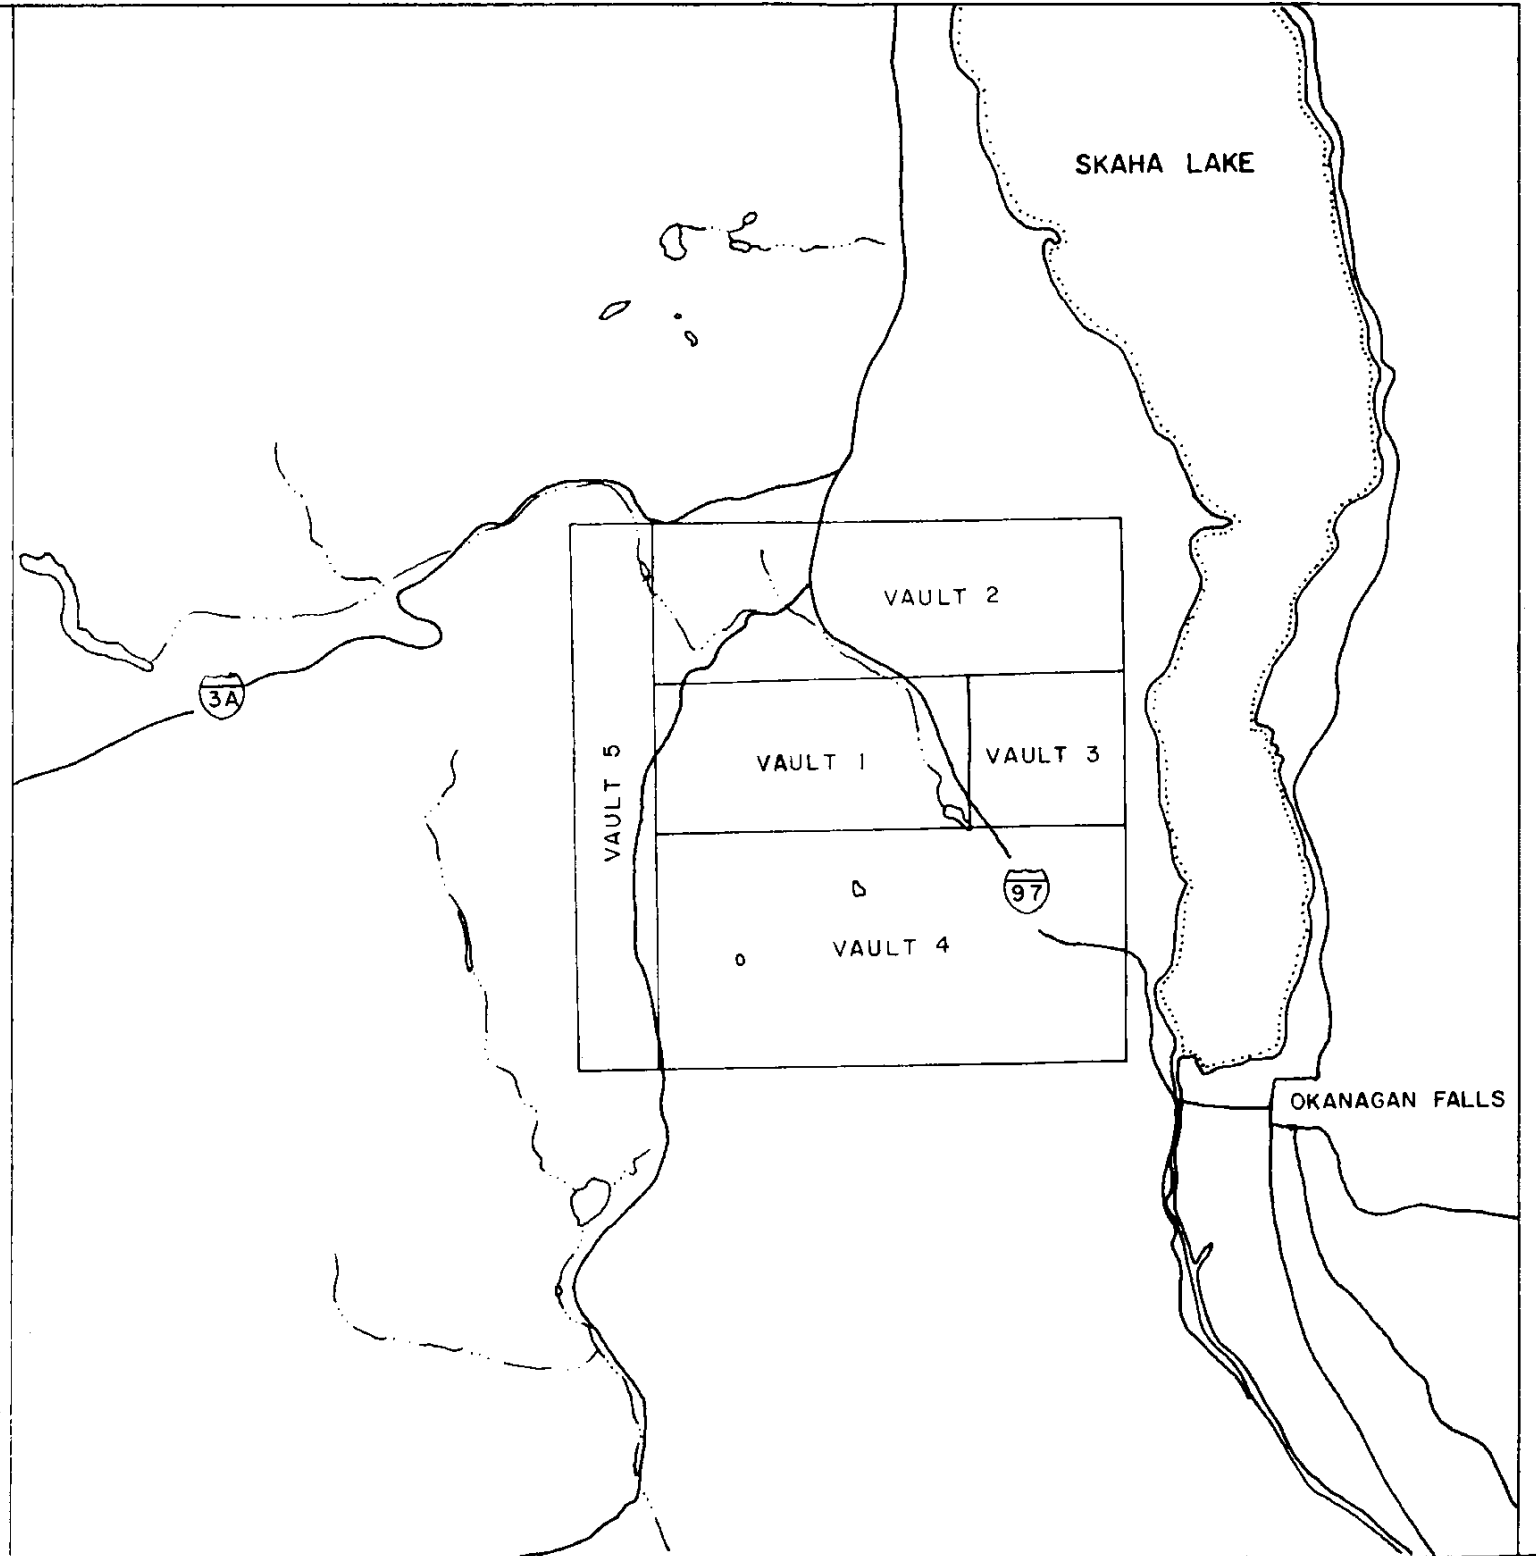 SKAHA LAKE
VAULT 2
3A
VAULT 5
VAULT 1
VAULT 3
97
VAULT 4
OKANAGAN FALLS